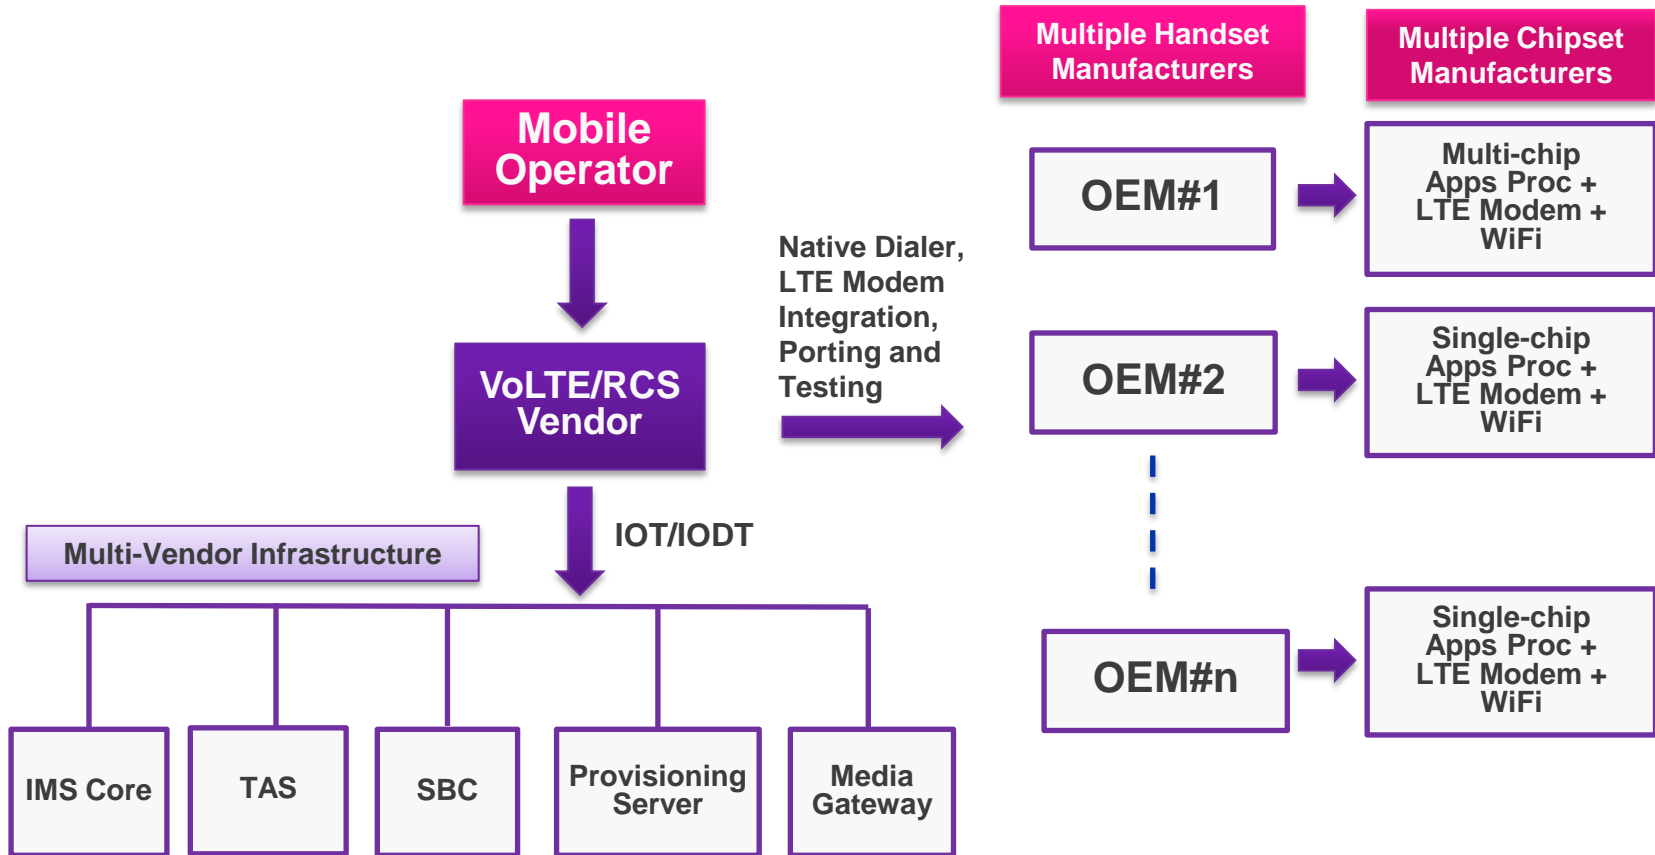 Multiple Handset
Manufacturers
Multiple Chipset
Manufacturers
Mobile
Operator
Multi-chip
Apps Proc +
LTE Modem +
WiFi
OEM#1
Native Dialer,
LTE Modem
Integration,
Porting and
Testing
VoLTE/RCS
Vendor
OEM#2
Single-chip
Apps Proc +
LTE Modem +
WiFi
IOT/IODT
Multi-Vendor Infrastructure
OEM#n
Single-chip
Apps Proc +
LTE Modem +
WiFi
IMS Core
TAS
SBC
Provisioning
Server
Media
Gateway